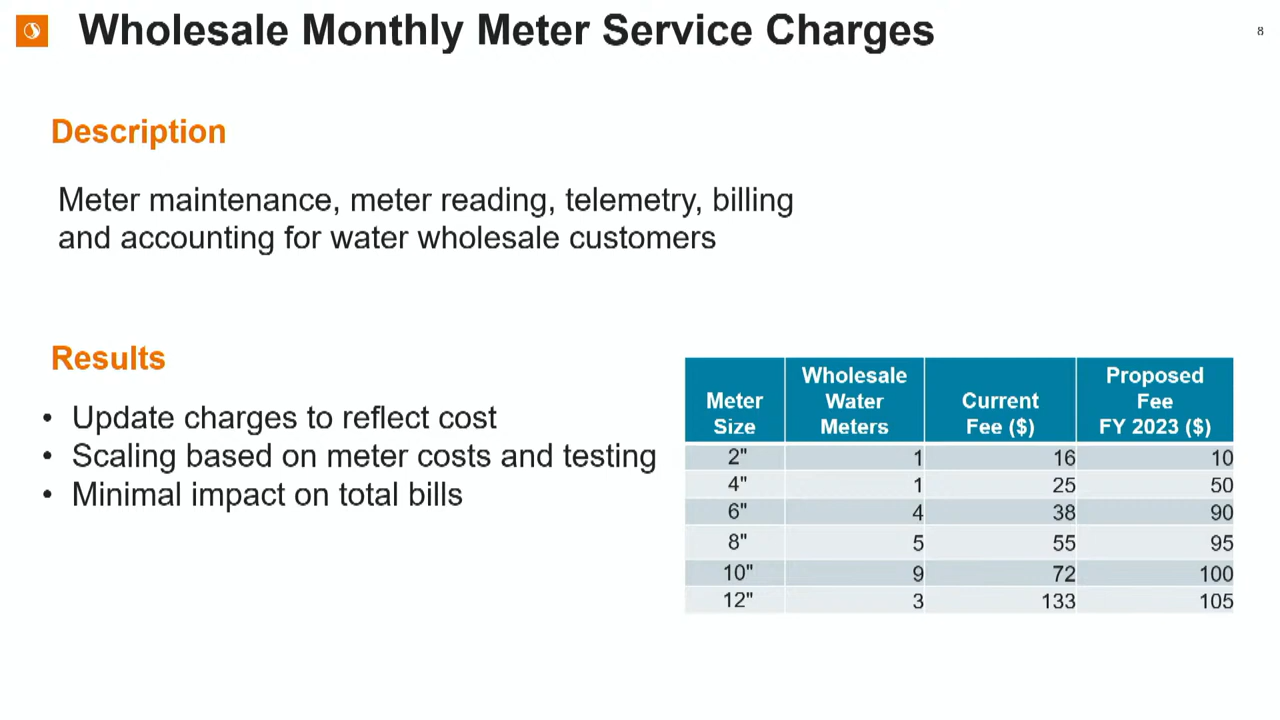 Wholesale Monthly Meter Service Charges
8
Description
Meter maintenance, meter reading, telemetry, billing
and accounting for water wholesale customers
Results
• Update charges to reflect cost
• Scaling based on meter costs and testing
• Minimal impact on total bills
Meter Size Wholesale Water Meters Current Fee ($) Proposed Fee FY 2023 ($)
2" 1 16 10
4" 1 25 50
6" 4 38 90
8" 5 55 95
10" 9 72 100
12" 3 133 105